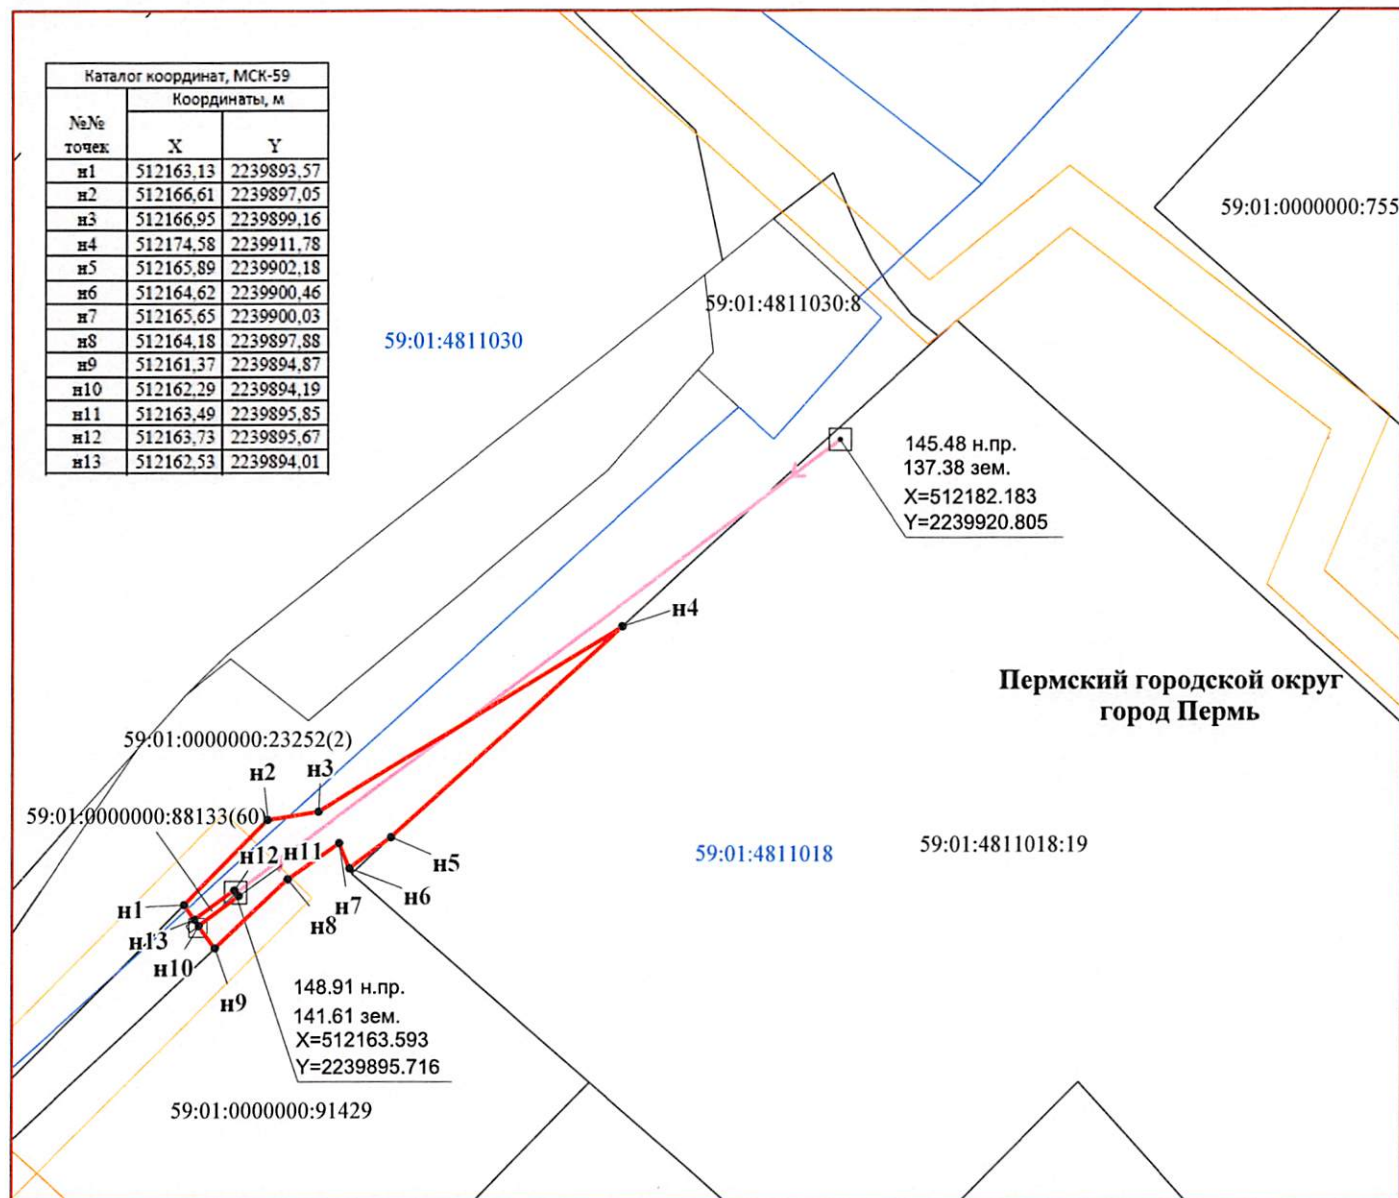 Каталог координат, МСК-59
№№ точек Координаты, м
X Y
н1 512163,13 2239893,57
н2 512166,61 2239897,05
н3 512166,95 2239899,16
н4 512174,58 2239911,78
н5 512165,89 2239902,18
н6 512164,62 2239900,46
н7 512165,65 2239900,03
н8 512164,18 2239897,88
н9 512161,37 2239894,87
н10 512162,29 2239894,19
н11 512163,49 2239895,85
н12 512163,73 2239895,67
н13 512162,53 2239894,01
59:01:0000000:755
59:01:4811030:8
59:01:4811030
145.48 н.пр.
137.38 зем.
X=512182.183
Y=2239920.805
н4
Пермский городской округ
город Пермь
59:01:0000000:23252(2)
н2
н3
59:01:0000000:88133(60)
н12
н11
н5
59:01:4811018
59:01:4811018:19
н6
н7
н1
н8
н13
н10
н9
148.91 н.пр.
141.61 зем.
X=512163.593
Y=2239895.716
59:01:0000000:91429